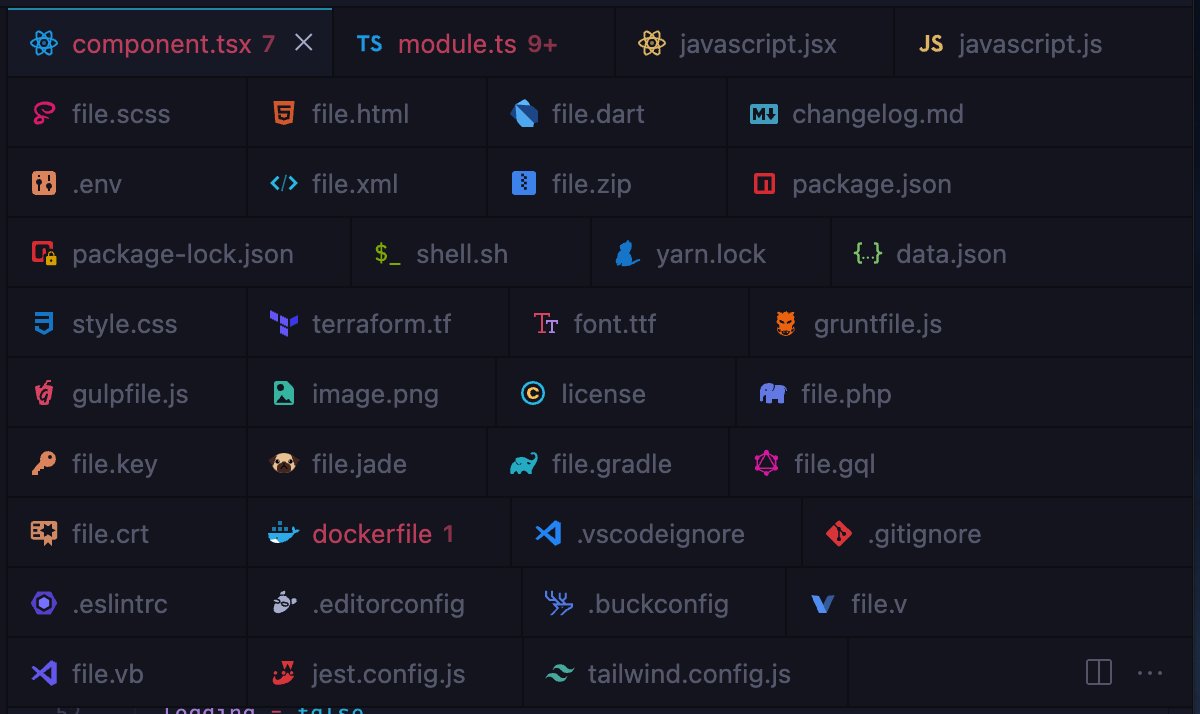 component.tsx 7 TS module.ts 9+ javascript.jsx JS javascript.js
file.scss file.html file.dart M changelog.md
.env </> file.xml file.zip package.json
package-lock.json $_ shell.sh yarn.lock {...} data.json
style.css terraform.tf TT font.ttf gruntfile.js
gulpfile.js image.png C license file.php
file.key file.jade file.gradle file.gql
file.crt dockerfile 1 .vscodeignore .gitignore
.eslintrc .editorconfig .buckconfig file.v
file.vb jest.config.js tailwind.config.js ...
57 logging = false